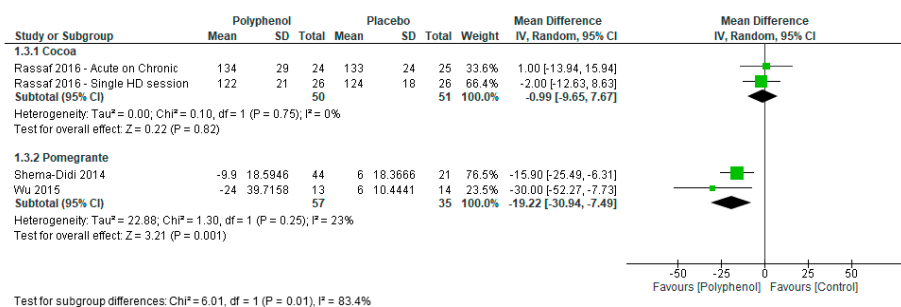 Polyphenol Placebo Mean Difference Mean Difference
Study or Subgroup Mean SD Total Mean SD Total Weight IV, Random, 95% CI IV, Random, 95% CI
1.3.1 Cocoa
Rassaf 2016 - Acute on Chronic 134 29 24 133 24 25 33.6% 1.00 [-13.94, 15.94]
Rassaf 2016 - Single HD session 122 21 26 124 18 26 66.4% -2.00 [-12.63, 8.63]
Subtotal (95% CI) 50 51 100.0% -0.99 [-9.65, 7.67]
Heterogeneity: Tau² = 0.00; Chi² = 0.10, df = 1 (P = 0.75); I² = 0%
Test for overall effect: Z = 0.22 (P = 0.82)
1.3.2 Pomegrante
Shema-Didi 2014 -9.9 18.5946 44 6 18.3666 21 76.5% -15.90 [-25.49, -6.31]
Wu 2015 -24 39.7158 13 6 10.4441 14 23.5% -30.00 [-52.27, -7.73]
Subtotal (95% CI) 57 35 100.0% -19.22 [-30.94, -7.49]
Heterogeneity: Tau² = 22.88; Chi² = 1.30, df = 1 (P = 0.25); I² = 23%
Test for overall effect: Z = 3.21 (P = 0.001)
-50 -25 0 25 50
Favours [Polyphenol] Favours [Control]
Test for subgroup differences: Chi² = 6.01, df = 1 (P = 0.01), I² = 83.4%